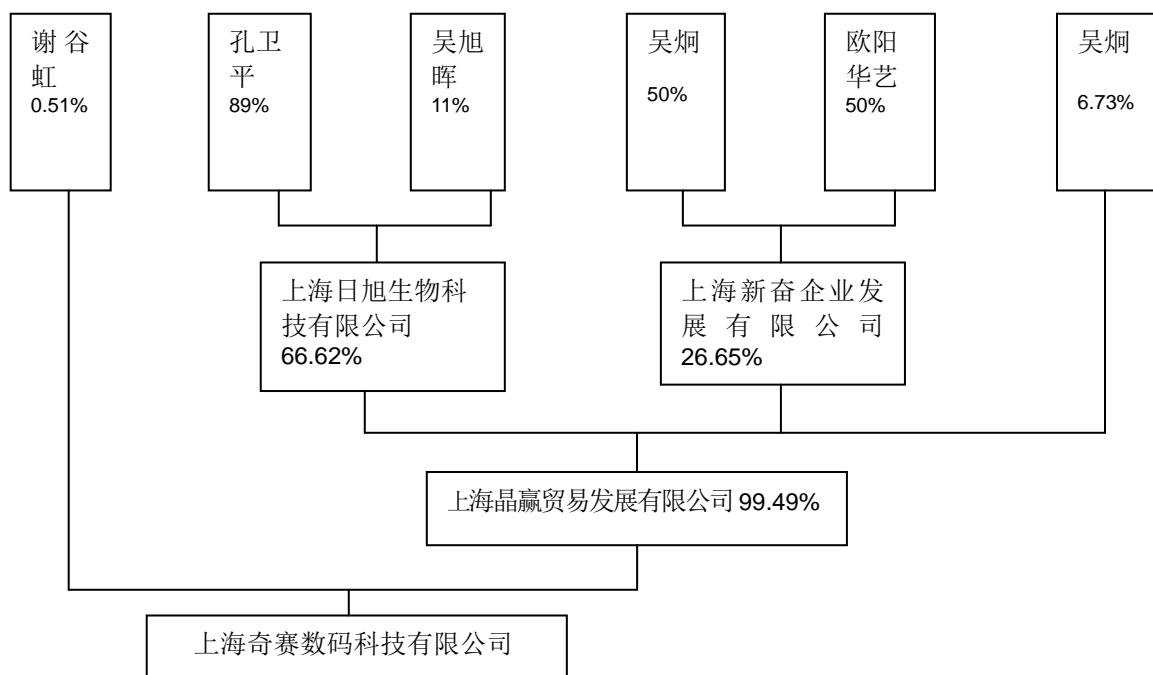 谢谷
虹
0.51%
孔卫
平
89%
吴旭
晖
11%
吴炯
50%
欧阳
华艺
50%
吴炯
6.73%
上海日旭生物科
技有限公司
66.62%
上海新奋企业发
展有限公司
26.65%
上海晶赢贸易发展有限公司 99.49%
上海奇赛数码科技有限公司